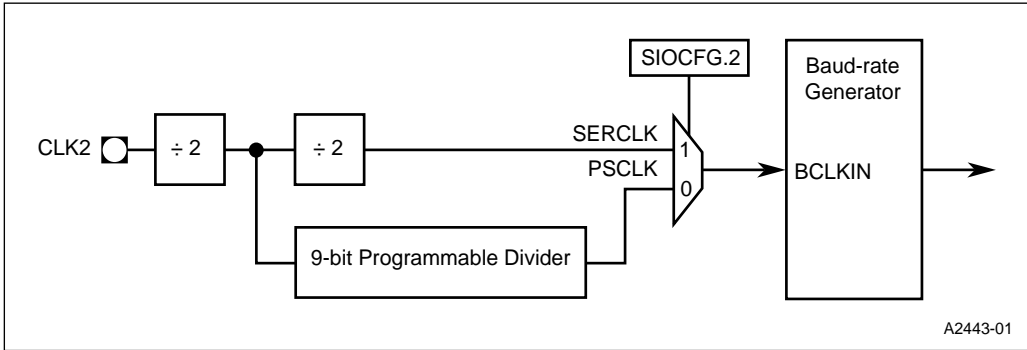 SIOCFG.2
Baud-rate
Generator
CLK2
÷ 2
÷ 2
SERCLK
1
PSCLK
0
BCLKIN
9-bit Programmable Divider
A2443-01